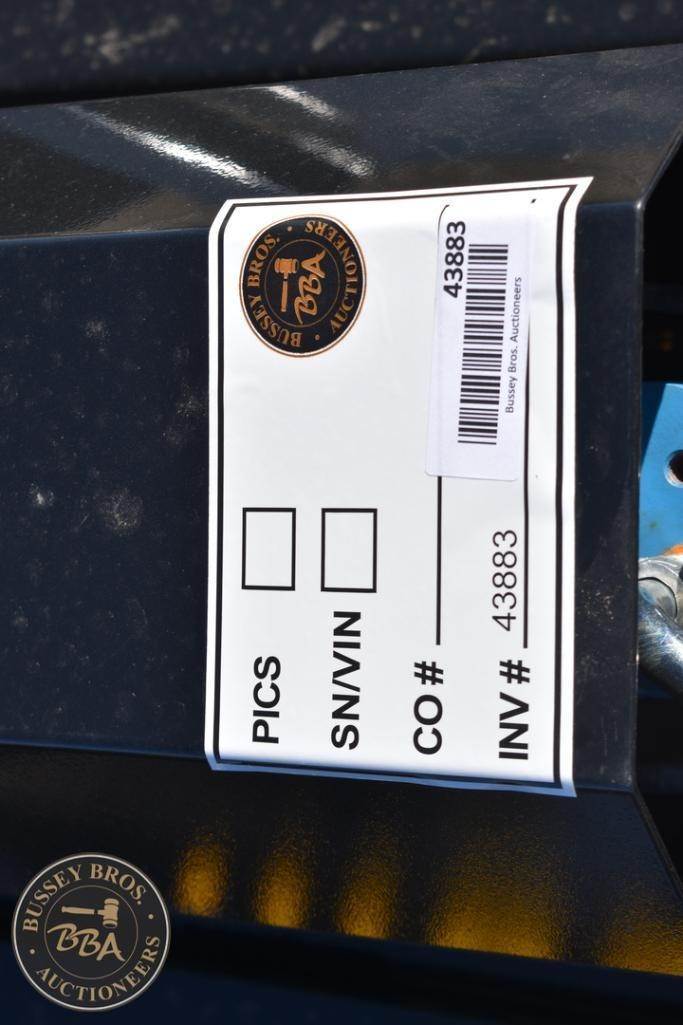 BUSSEY BROS. • AUCTIONEERS •
BBA
PICS
SN/VIN
CO #
INV # 43883
43883
Bussey Bros. Auctioneers
BUSSEY BROS. • AUCTIONEERS •
BBA